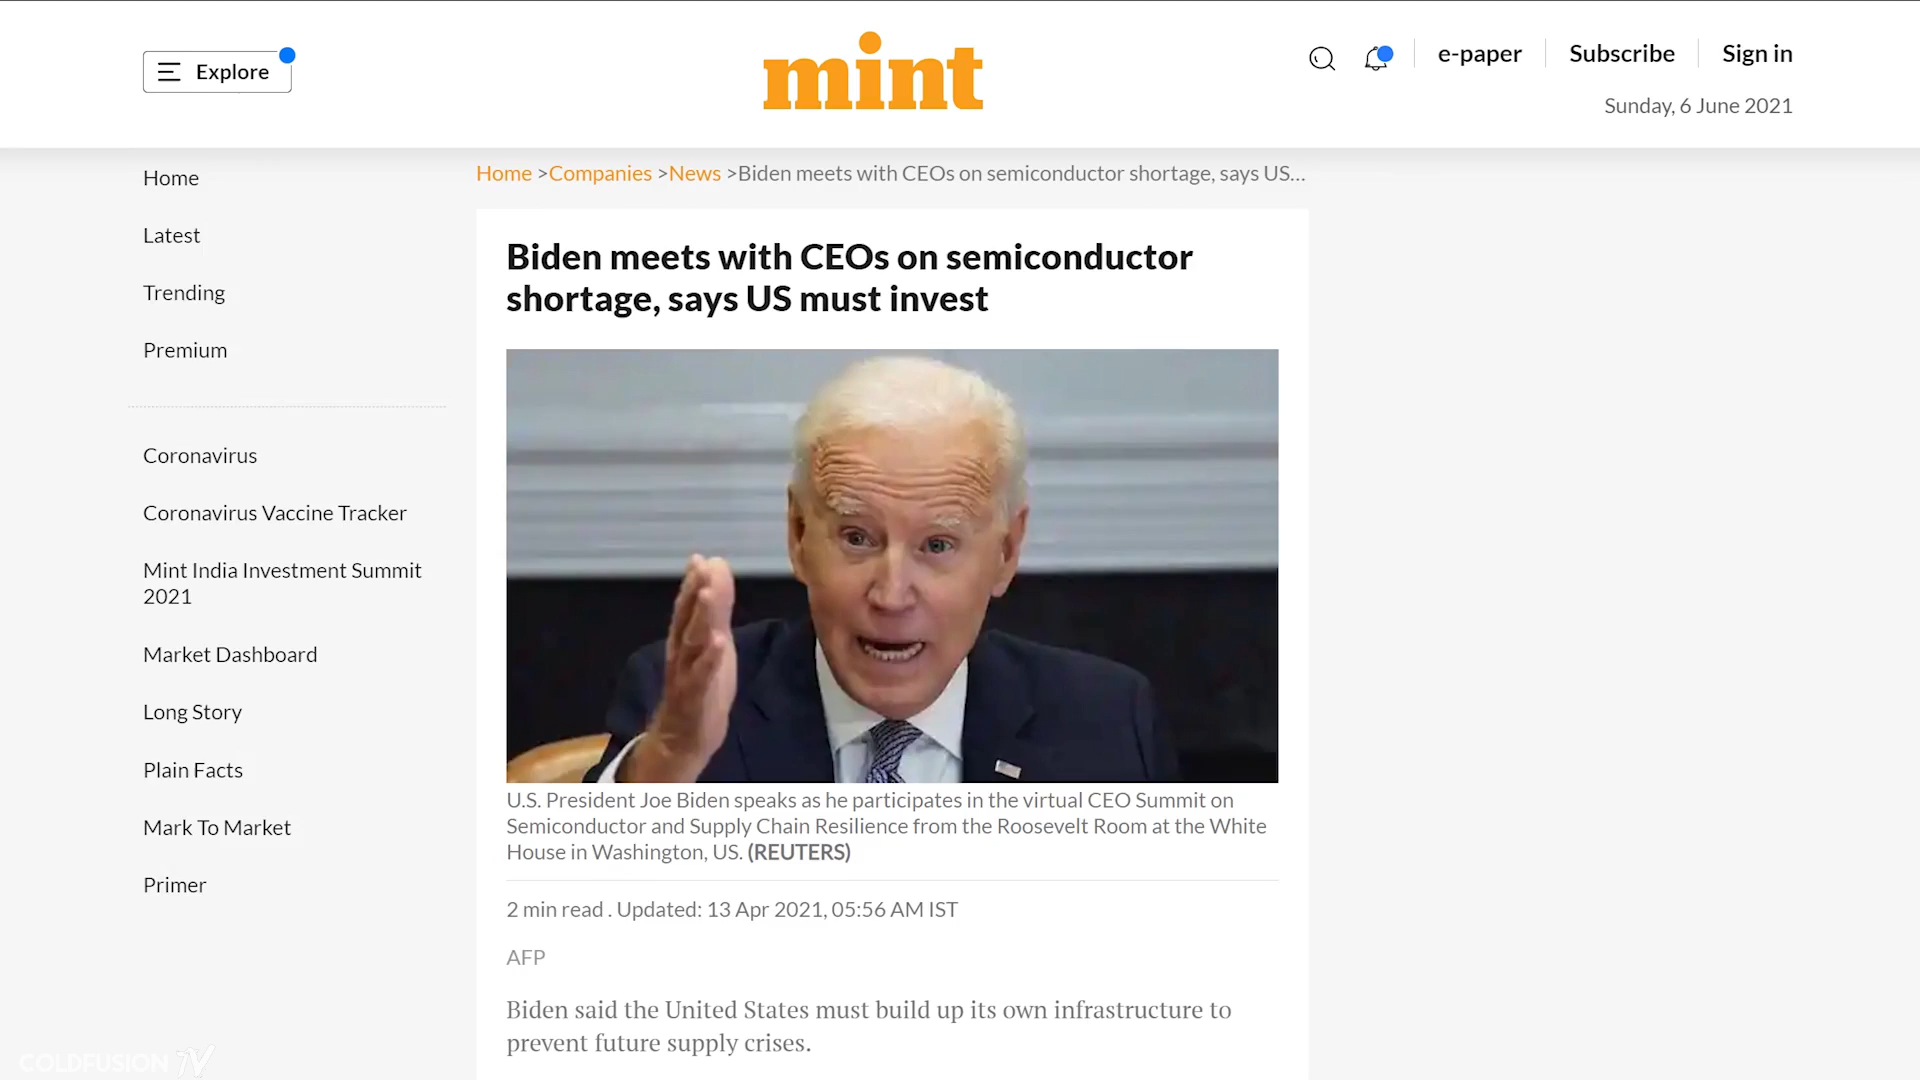 Explore
mint
e-paper
Subscribe
Sign in
Sunday, 6 June 2021
Home
Latest
Trending
Premium
Coronavirus
Coronavirus Vaccine Tracker
Mint India Investment Summit
2021
Market Dashboard
Long Story
Plain Facts
Mark To Market
Primer
Home >Companies >News >Biden meets with CEOs on semiconductor shortage, says US...
Biden meets with CEOs on semiconductor
shortage, says US must invest
U.S. President Joe Biden speaks as he participates in the virtual CEO Summit on
Semiconductor and Supply Chain Resilience from the Roosevelt Room at the White
House in Washington, US. (REUTERS)
2 min read . Updated: 13 Apr 2021, 05:56 AM IST
AFP
Biden said the United States must build up its own infrastructure to
prevent future supply crises.
COLDFUSION TV